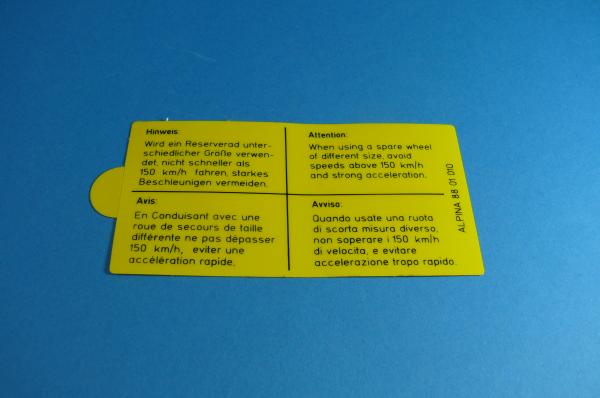 Hinweis:
Wird ein Reserverad unter-
schiedlicher Größe verwen-
det, nicht schneller als
150 km/h fahren, starkes
Beschleunigen vermeiden.
Attention:
When using a spare wheel
of different size, avoid
speeds above 150 km/h
and strong acceleration.
Avis:
En Conduisant avec une
roue de secours de taille
différente ne pas dépasser
150 km/h, eviter une
accélération rapide.
Avviso:
Quando usate una ruota
di scorta misura diverso,
non soperare i 150 km/h
di velocita, e evitare
accelerazione tropo rapido.
ALPINA 88 01 010